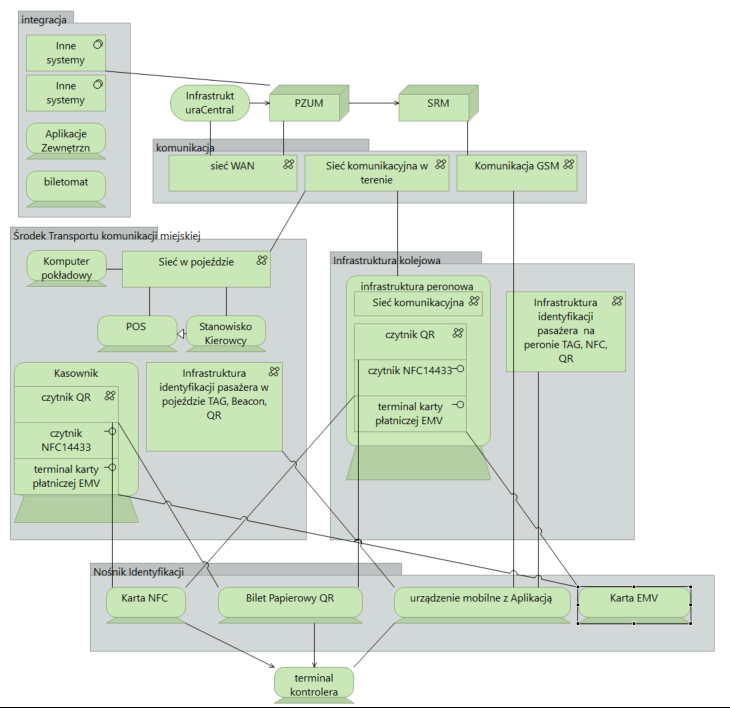 integracja
Inne
systemy
Inne
systemy
Aplikacje
Zewnętrzn
biletomat
Infrastrukt
uraCentral
PZUM
SRM
komunikacja
sieć WAN
Sieć komunikacyjna w
terenie
Komunikacja GSM
Środek Transportu komunikacji miejskiej
Komputer
pokładowy
Sieć w pojeździe
POS
Stanowisko
Kierowcy
Kasownik
czytnik QR
czytnik
NFC14433
terminal karty
płatniczej EMV
Infrastruktura
identyfikacji pasażera w
pojeździe TAG, Beacon,
QR
Infrastruktura kolejowa
infrastruktura peronowa
Sieć komunikacyjna
czytnik QR
czytnik NFC14433
terminal karty
płatniczej EMV
Infrastruktura
identyfikacji
pasażera na
peronie TAG, NFC,
QR
Nośnik Identyfikacji
Karta NFC
Bilet Papierowy QR
urządzenie mobilne z Aplikacją
Karta EMV
terminal
kontrolera